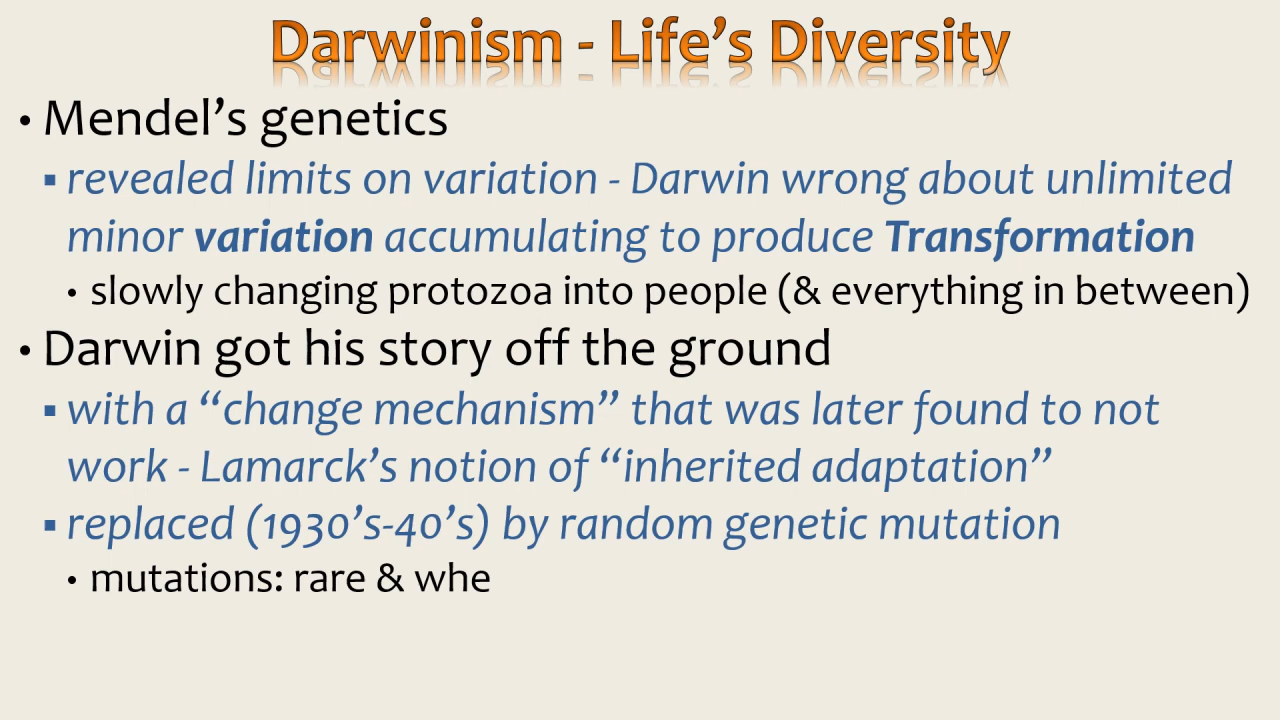 Darwinism - Life’s Diversity
• Mendel’s genetics
▪ revealed limits on variation - Darwin wrong about unlimited
minor variation accumulating to produce Transformation
• slowly changing protozoa into people (& everything in between)
• Darwin got his story off the ground
▪ with a “change mechanism” that was later found to not
work - Lamarck’s notion of “inherited adaptation”
▪ replaced (1930’s-40’s) by random genetic mutation
• mutations: rare & whe